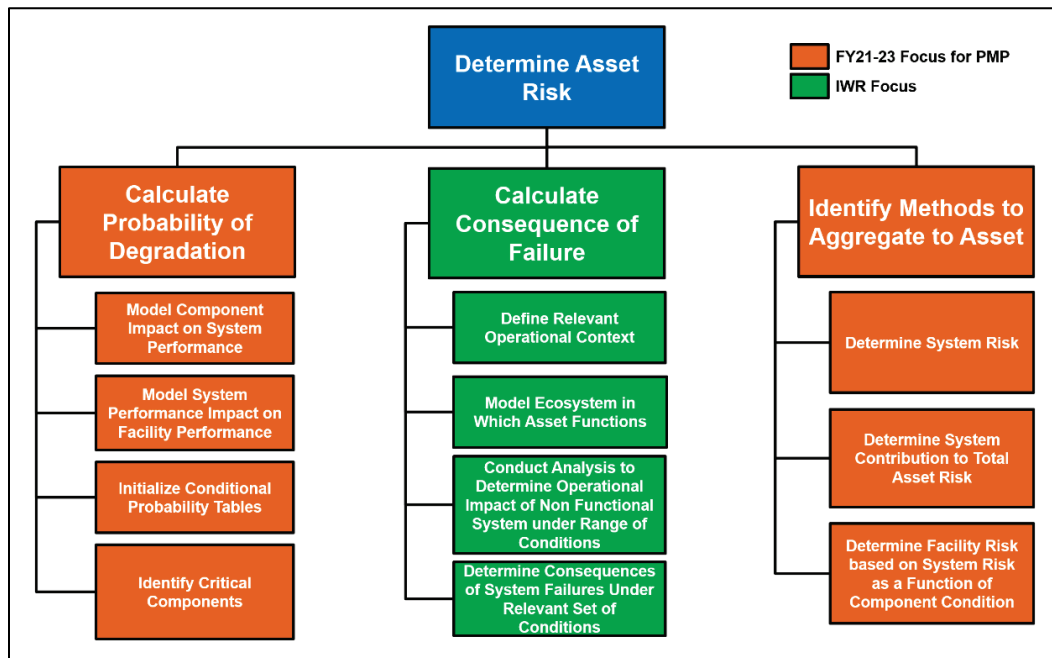 Determine Asset
Risk
FY21-23 Focus for PMP
IWR Focus
Calculate
Probability of
Degradation
Model Component
Impact on System
Performance
Model System
Performance Impact on
Facility Performance
Initialize Conditional
Probability Tables
Identify Critical
Components
Calculate
Consequence of
Failure
Define Relevant
Operational Context
Model Ecosystem in
Which Asset Functions
Conduct Analysis to
Determine Operational
Impact of Non Functional
System under Range of
Conditions
Determine Consequences
of System Failures Under
Relevant Set of
Conditions
Identify Methods to
Aggregate to Asset
Determine System Risk
Determine System
Contribution to Total
Asset Risk
Determine Facility Risk
based on System Risk
as a Function of
Component Condition